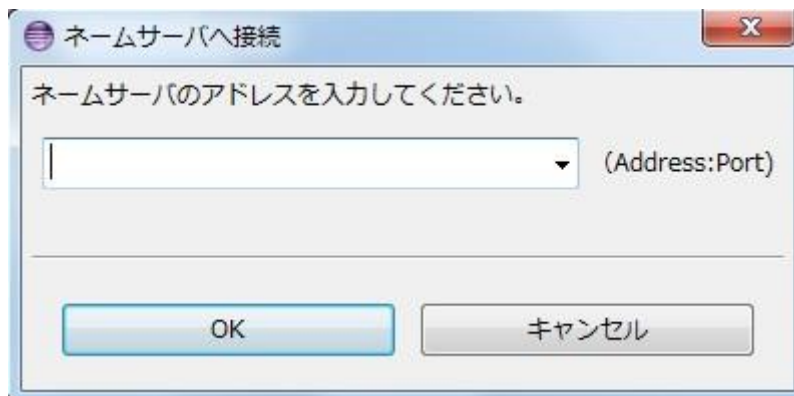 ネームサーバへ接続
ネームサーバのアドレスを入力してください。
(Address:Port)
OK
キャンセル